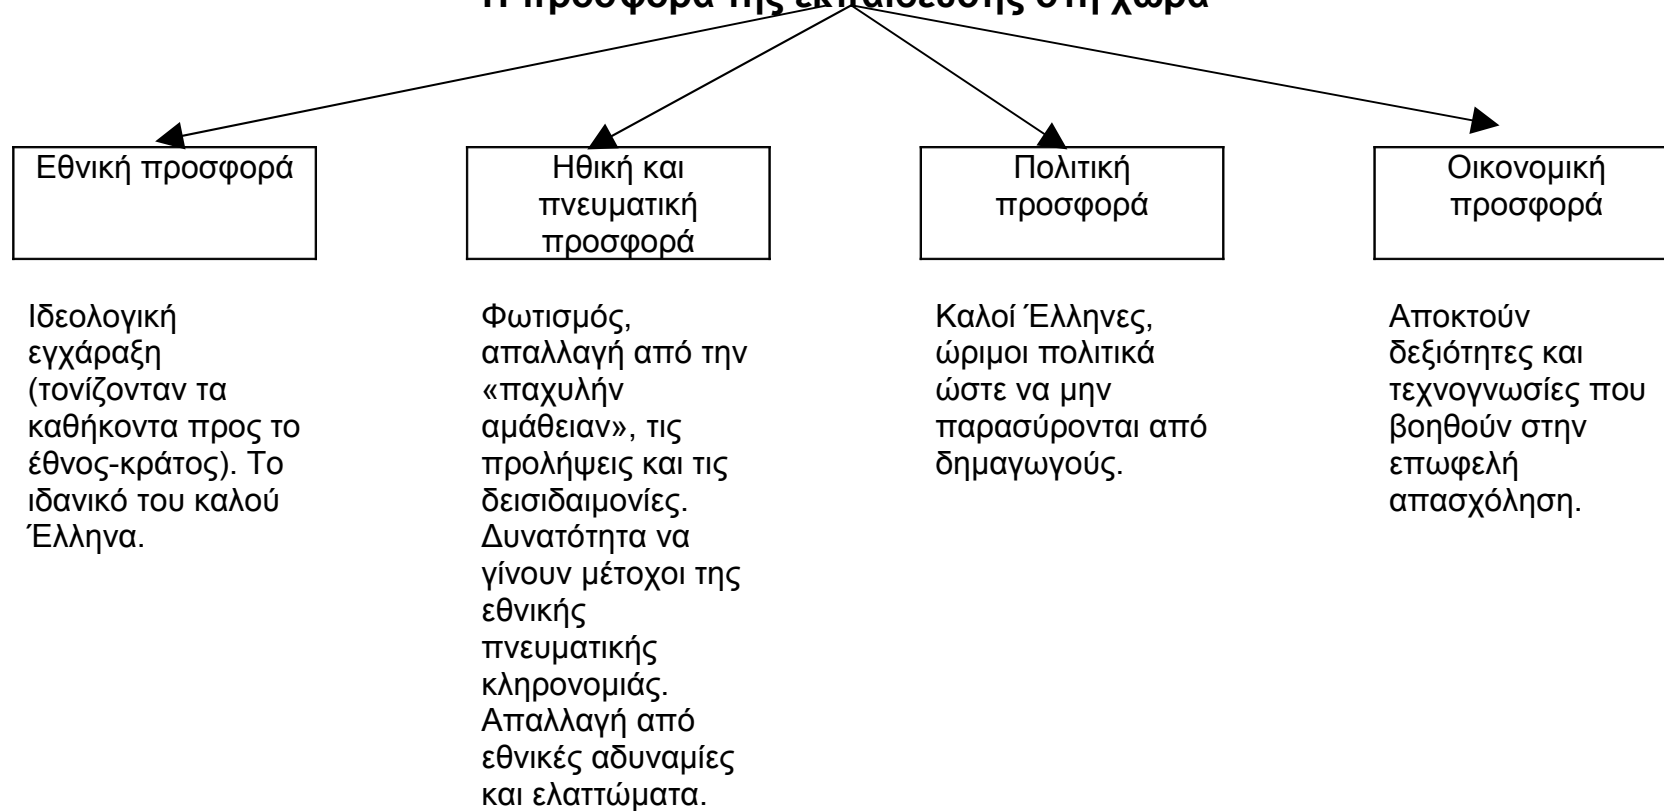 Η προσφορά της εκπαίδευσης στη χώρα
Εθνική προσφορά
Ηθική και
πνευματική
προσφορά
Πολιτική
προσφορά
Οικονομική
προσφορά
Ιδεολογική
εγχάραξη
(τονίζονταν τα
καθήκοντα προς το
έθνος-κράτος). Το
ιδανικό του καλού
Έλληνα.
Φωτισμός,
απαλλαγή από την
«παχυλήν
αμάθειαν», τις
προλήψεις και τις
δεισιδαιμονίες.
Δυνατότητα να
γίνουν μέτοχοι της
εθνικής
πνευματικής
κληρονομιάς.
Απαλλαγή από
εθνικές αδυναμίες
και ελαττώματα.
Καλοί Έλληνες,
ώριμοι πολιτικά
ώστε να μην
παρασύρονται από
δημαγωγούς.
Αποκτούν
δεξιότητες και
τεχνογνωσίες που
βοηθούν στην
επωφελή
απασχόληση.